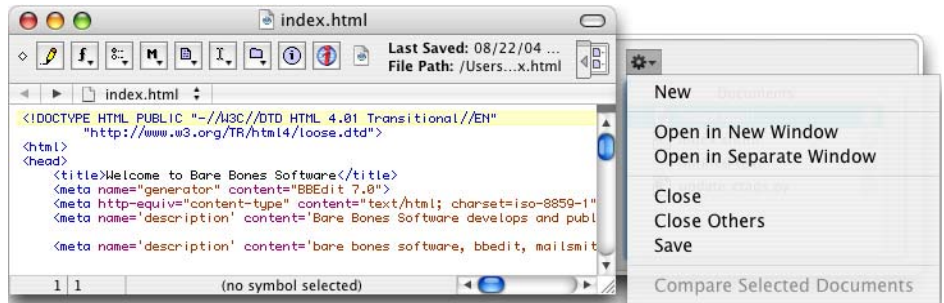 index.html
Last Saved: 08/22/04 ...
File Path: /Users...x.html
index.html
<!DOCTYPE HTML PUBLIC "-//W3C//DTD HTML 4.01 Transitional//EN"
"http://www.w3.org/TR/html4/loose.dtd">
<html>
<head>
<title>Welcome to Bare Bones Software</title>
<meta name="generator" content="BBEdit 7.0">
<meta http-equiv="content-type" content="text/html; charset=iso-8859-1"
<meta name='description' content='Bare Bones Software develops and publ
<meta name='description' content='bare bones software, bbedit, mailsmit
1 1 (no symbol selected)
New
Documents
Open in New Window
Open in Separate Window
Close
Close Others
Save
Compare Selected Documents